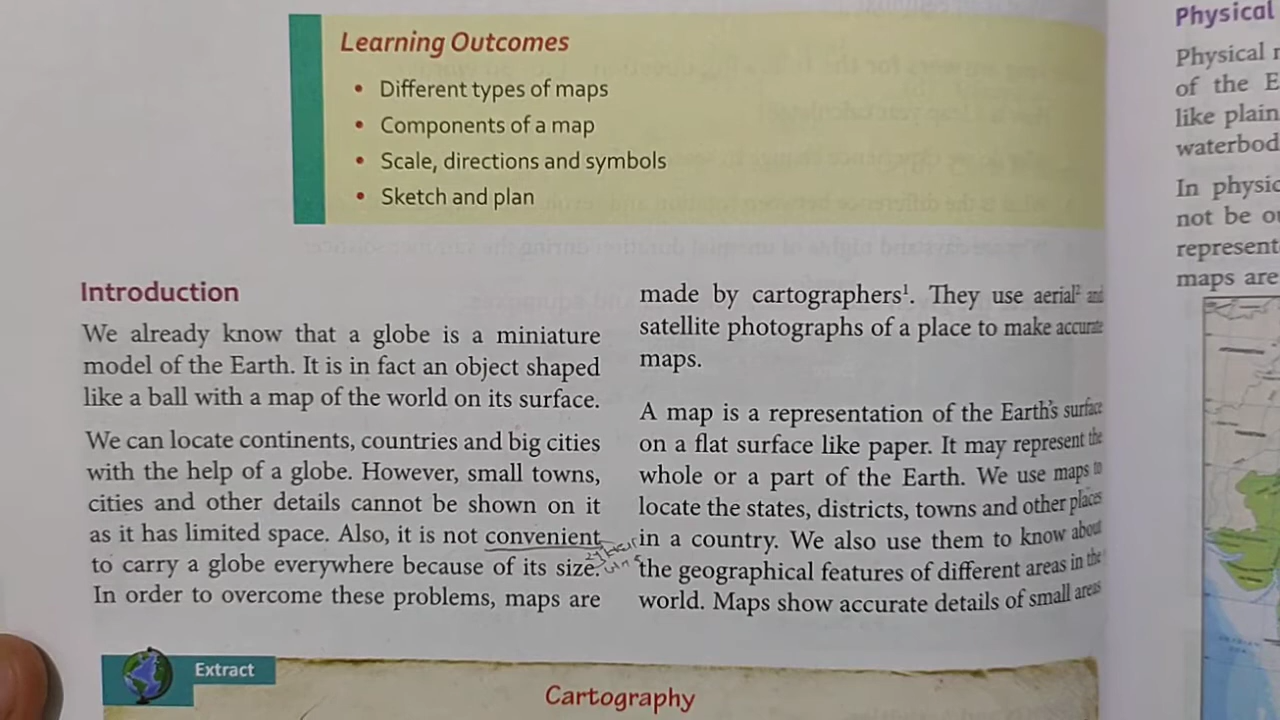 Learning Outcomes
• Different types of maps
• Components of a map
• Scale, directions and symbols
• Sketch and plan
Introduction
We already know that a globe is a miniature
model of the Earth. It is in fact an object shaped
like a ball with a map of the world on its surface.
We can locate continents, countries and big cities
with the help of a globe. However, small towns,
cities and other details cannot be shown on it
as it has limited space. Also, it is not convenient
to carry a globe everywhere because of its size.
In order to overcome these problems, maps are
made by cartographers¹. They use aerial² and
satellite photographs of a place to make accurate
maps.
A map is a representation of the Earth's surface
on a flat surface like paper. It may represent the
whole or a part of the Earth. We use maps to
locate the states, districts, towns and other places
in a country. We also use them to know about
the geographical features of different areas in the
world. Maps show accurate details of small areas
Extract
Cartography
Physical
Physical
of the
like plain
waterbod
In physic
not be
represent
maps are